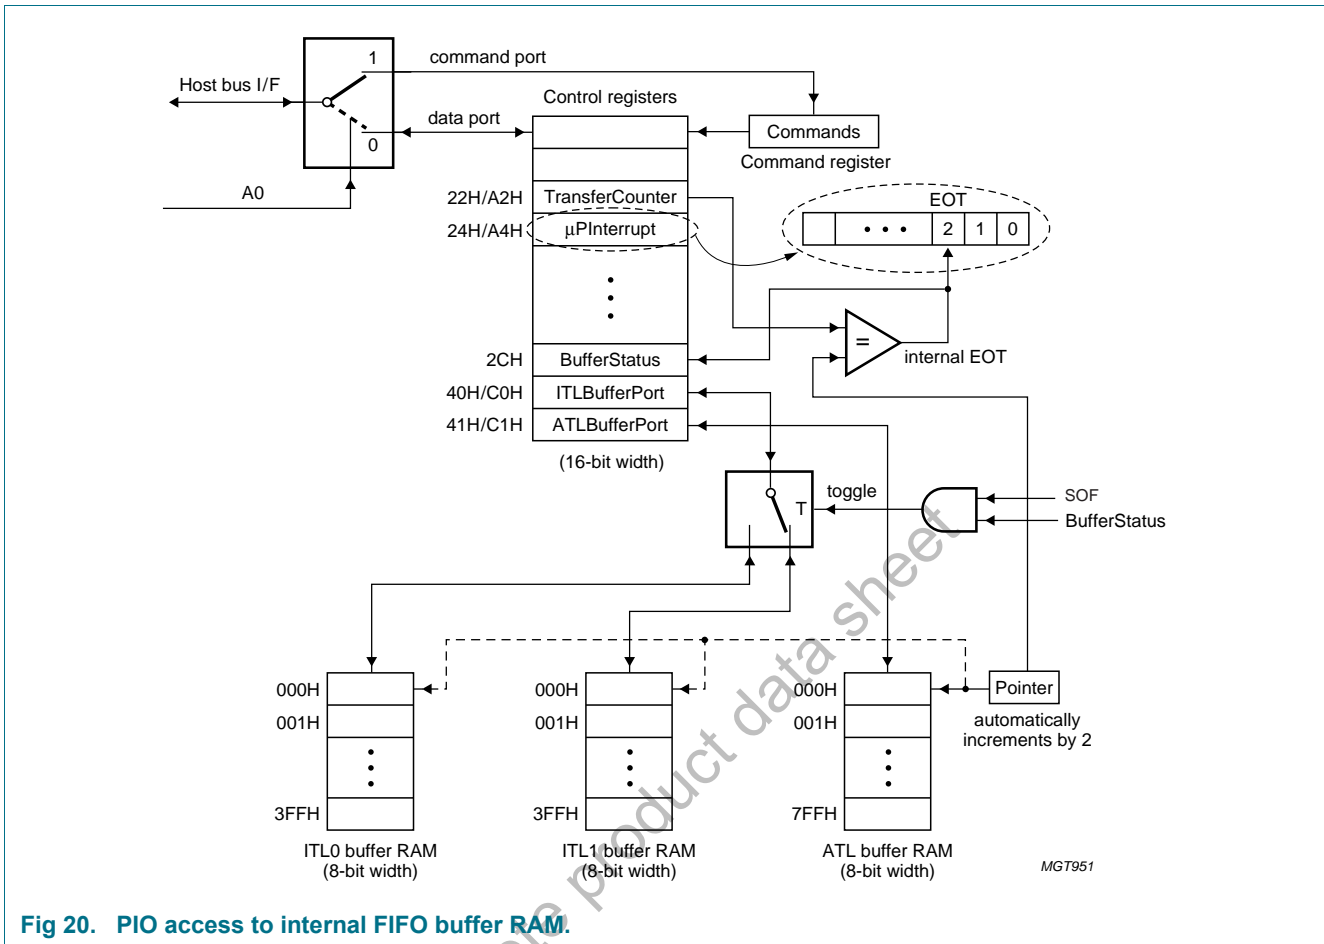 1
command port
Host bus I/F
Control registers
data port
0
Commands
Command register
A0
22H/A2H
TransferCounter
EOT
24H/A4H
µPInterrupt
• • • 2 1 0
=
internal EOT
2CH
BufferStatus
40H/C0H
ITLBufferPort
41H/C1H
ATLBufferPort
(16-bit width)
T
toggle
SOF
BufferStatus
000H
000H
000H
Pointer
001H
001H
001H
automatically
increments by 2
3FFH
3FFH
7FFH
ITL0 buffer RAM
(8-bit width)
ITL1 buffer RAM
(8-bit width)
ATL buffer RAM
(8-bit width)
MGT951
product data sheet
Fig 20. PIO access to internal FIFO buffer RAM.